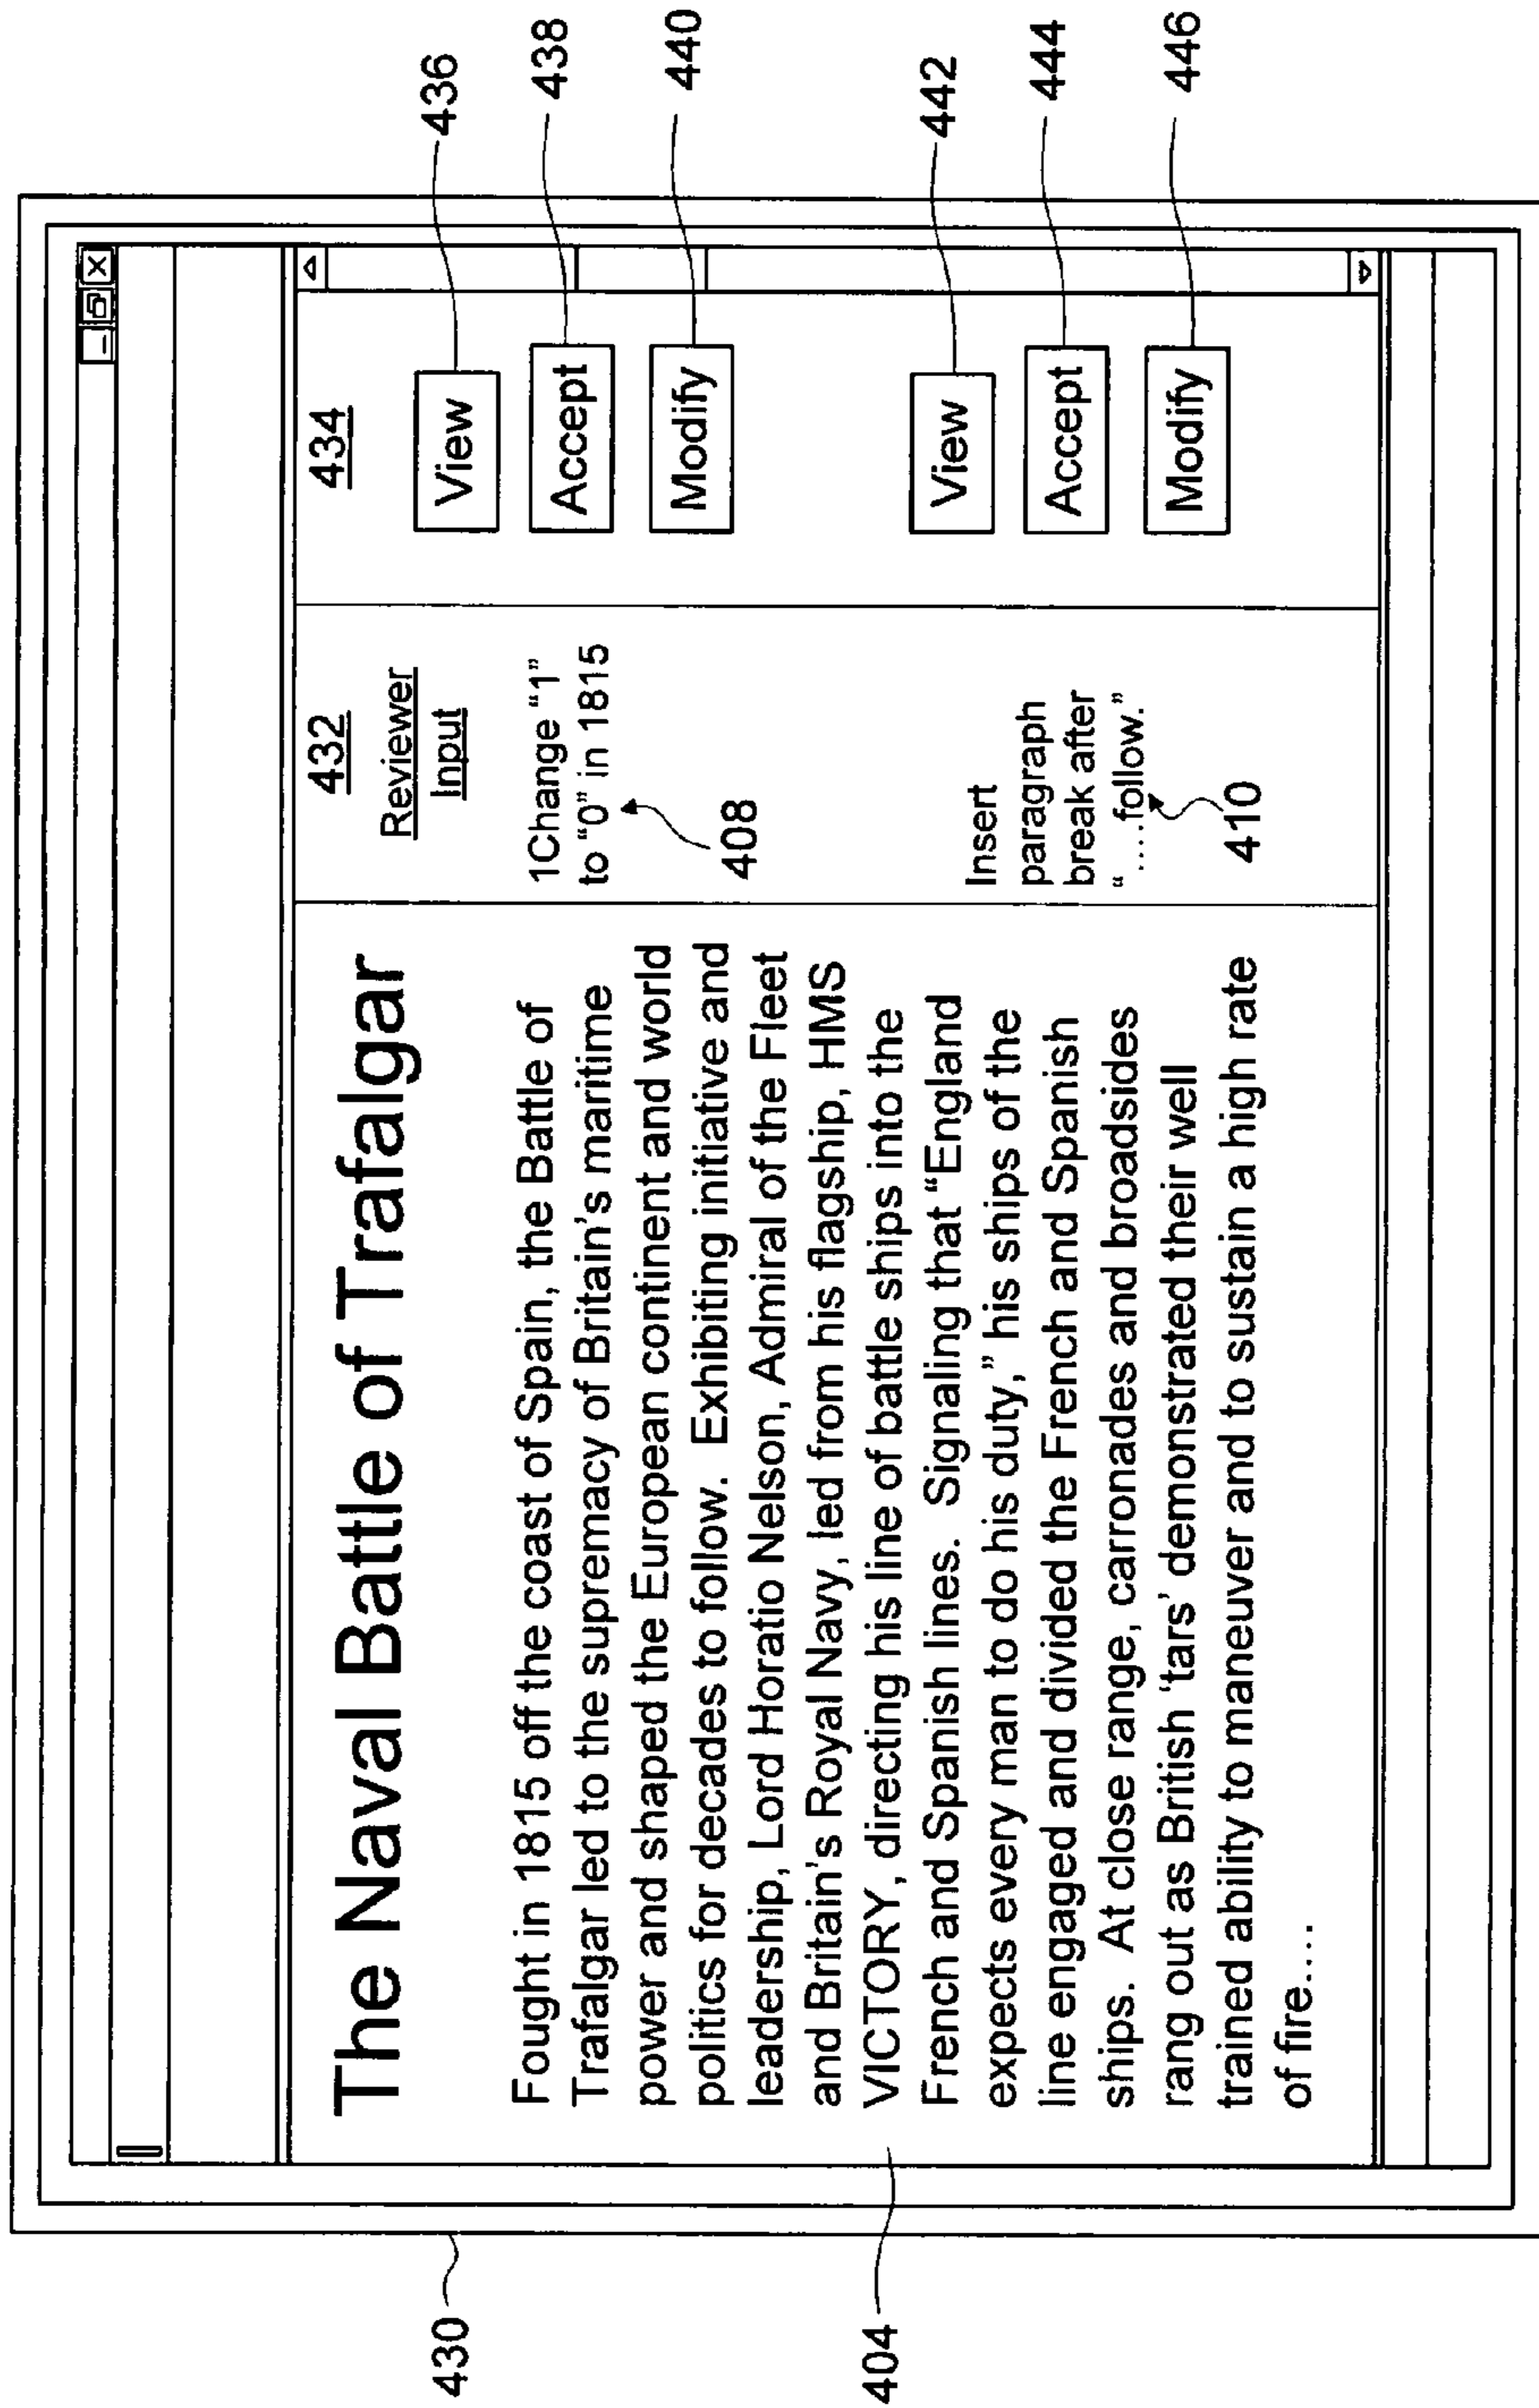 The Naval Battle of Trafalgar
Fought in 1815 off the coast of Spain, the Battle of
Trafalgar led to the supremacy of Britain's maritime
power and shaped the European continent and world
politics for decades to follow.  Exhibiting initiative and
leadership, Lord Horatio Nelson, Admiral of the Fleet
and Britain's Royal Navy, led from his flagship, HMS
VICTORY, directing his line of battle ships into the
French and Spanish lines.  Signaling that “England
expects every man to do his duty,” his ships of the
line engaged and divided the French and Spanish
ships.  At close range, carronades and broadsides
rang out as British ‘tars’ demonstrated their well
trained ability to maneuver and to sustain a high rate
of fire....
432
Reviewer
Input
1Change “1”
to “0” in 1815
408
Insert
paragraph
break after
“....follow.”
410
434
View
Accept
Modify
View
Accept
Modify
436
438
440
442
444
446
430
404